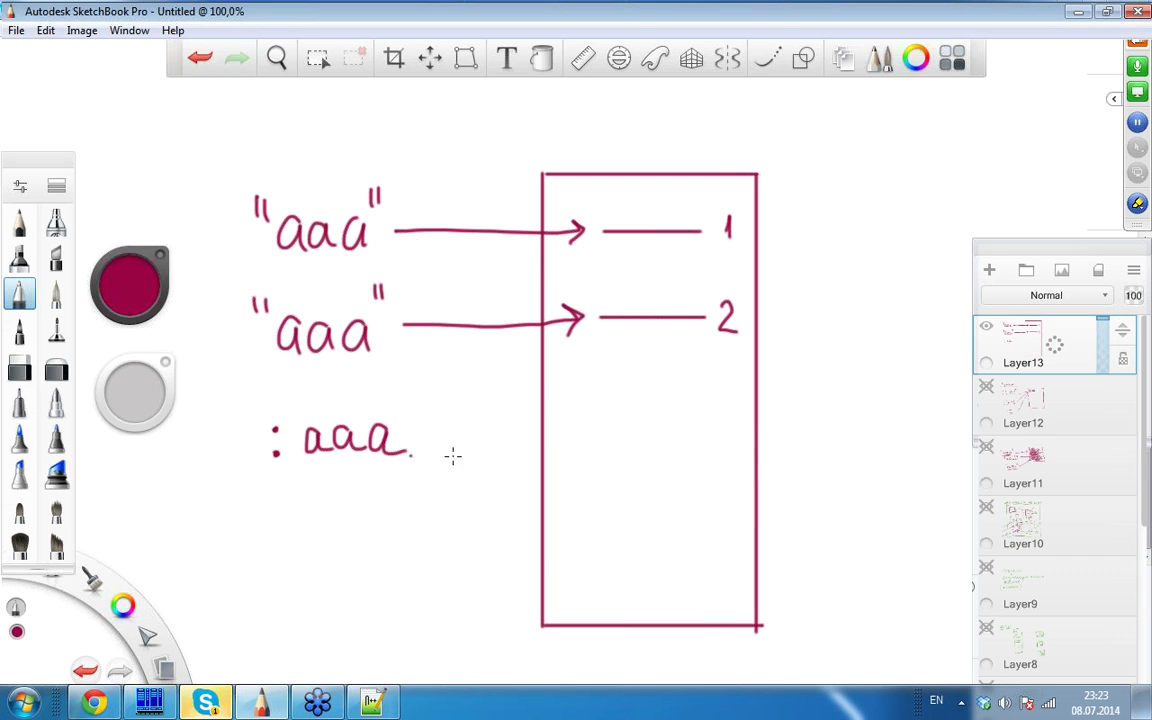 Autodesk SketchBook Pro - Untitled @ 100,0%
File Edit Image Window Help
T
"aaa" 1
"aaa" 2
: aaa.
Normal 100
Layer13
Layer12
Layer11
Layer10
Layer9
Layer8
1
n++
EN
23:23
08.07.2014